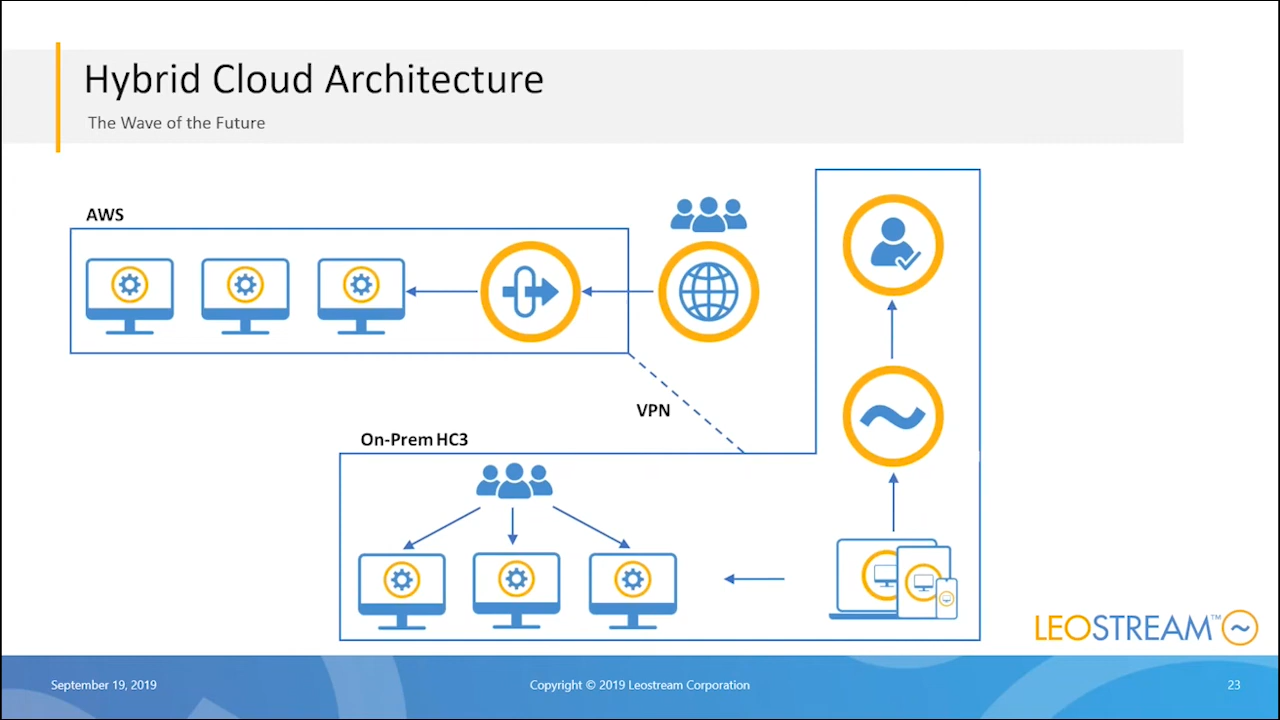 Hybrid Cloud Architecture
The Wave of the Future
AWS
VPN
On-Prem HC3
LEOSTREAM™
September 19, 2019
Copyright © 2019 Leostream Corporation
23